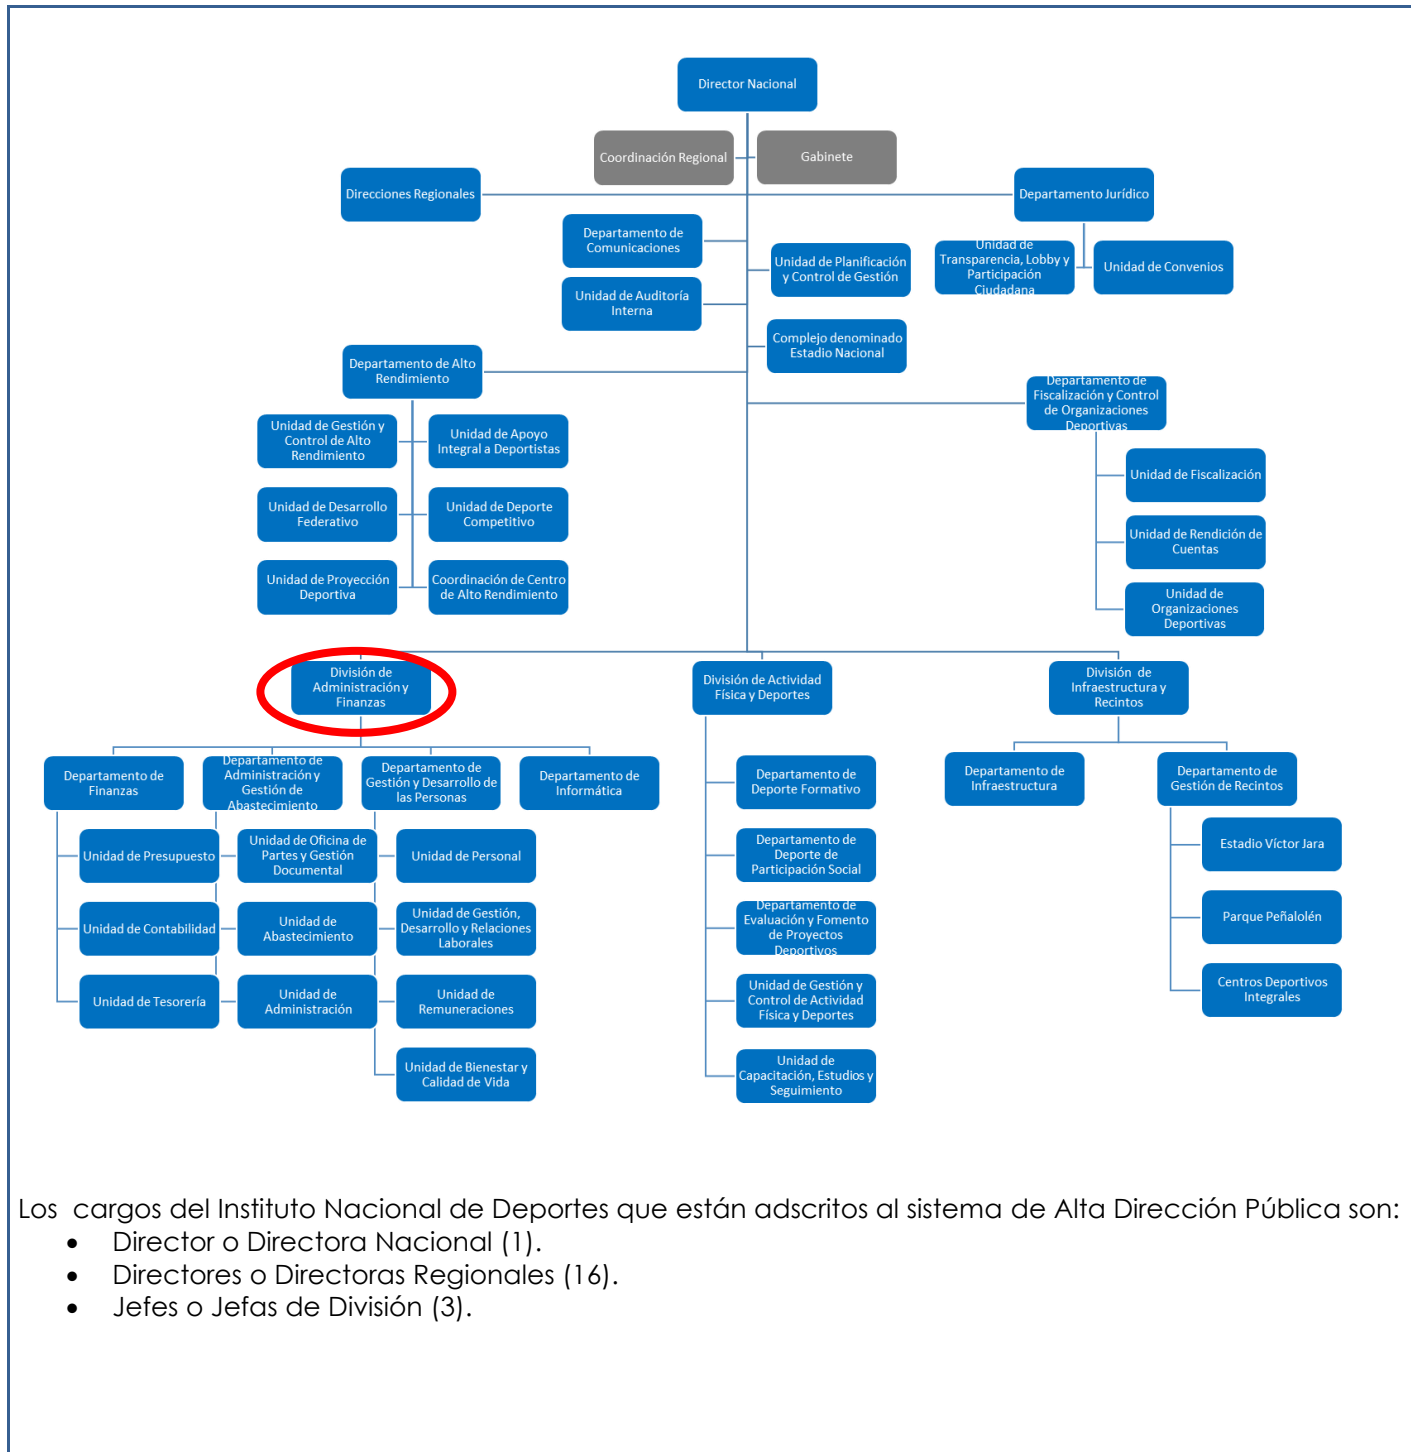 Director Nacional
Coordinación Regional
Gabinete
Direcciones Regionales
Departamento Jurídico
Departamento de
Comunicaciones
Unidad de Planificación
y Control de Gestión
Unidad de
Transparencia, Lobby y
Participación
Ciudadana
Unidad de Convenios
Unidad de Auditoría
Interna
Complejo denominado
Estadio Nacional
Departamento de Alto
Rendimiento
Departamento de
Fiscalización y Control
de Organizaciones
Deportivas
Unidad de Gestión y
Control de Alto
Rendimiento
Unidad de Apoyo
Integral a Deportistas
Unidad de Fiscalización
Unidad de Desarrollo
Federativo
Unidad de Deporte
Competitivo
Unidad de Rendición de
Cuentas
Unidad de Proyección
Deportiva
Coordinación de Centro
de Alto Rendimiento
Unidad de
Organizaciones
Deportivas
División de
Administración y
Finanzas
División de Actividad
Física y Deportes
División de
Infraestructura y
Recintos
Departamento de
Finanzas
Departamento de
Administración y
Gestión de
Abastecimiento
Departamento de
Gestión y Desarrollo de
las Personas
Departamento de
Informática
Departamento de
Deporte Formativo
Departamento de
Infraestructura
Departamento de
Gestión de Recintos
Unidad de Presupuesto
Unidad de Oficina de
Partes y Gestión
Documental
Unidad de Personal
Departamento de
Deporte de
Participación Social
Estadio Víctor Jara
Unidad de Contabilidad
Unidad de
Abastecimiento
Unidad de Gestión,
Desarrollo y Relaciones
Laborales
Departamento de
Evaluación y Fomento
de Proyectos
Deportivos
Parque Peñalolén
Unidad de Tesorería
Unidad de
Administración
Unidad de
Remuneraciones
Unidad de Gestión y
Control de Actividad
Física y Deportes
Centros Deportivos
Integrales
Unidad de Bienestar y
Calidad de Vida
Unidad de
Capacitación, Estudios y
Seguimiento
Los cargos del Instituto Nacional de Deportes que están adscritos al sistema de Alta Dirección Pública son:
• Director o Directora Nacional (1).
• Directores o Directoras Regionales (16).
• Jefes o Jefas de División (3).